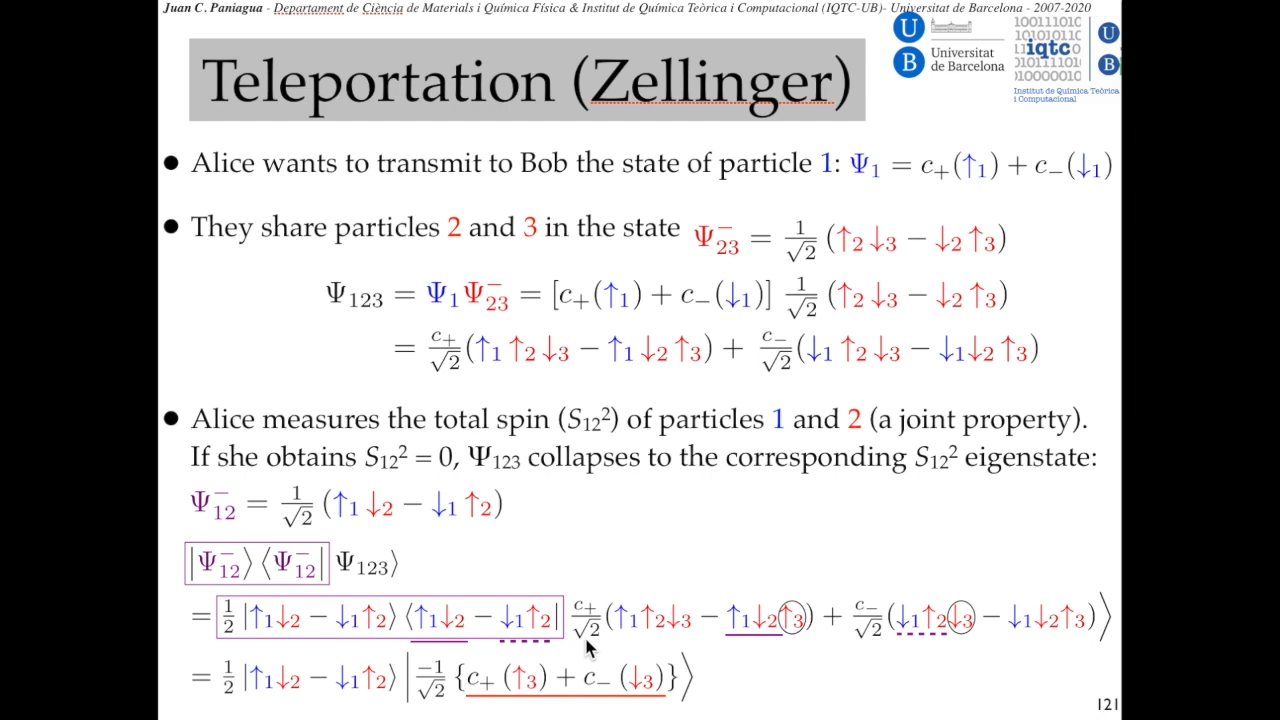 Juan C. Paniagua - Departament de Ciència de Materials i Química Física & Institut de Química Teòrica i Computacional (IQTC-UB)- Universitat de Barcelona - 2007-2020
UB Universitat de Barcelona
iqtc
Institut de Química Teòrica i Computacional
UB
Teleportation (Zellinger)
● Alice wants to transmit to Bob the state of particle 1: Ψ₁ = c₊(↑₁) + c₋(↓₁)
● They share particles 2 and 3 in the state Ψ₂₃⁻ = 1/√2 (↑₂↓₃ − ↓₂↑₃)
Ψ₁₂₃ = Ψ₁Ψ₂₃⁻ = [c₊(↑₁) + c₋(↓₁)] 1/√2 (↑₂↓₃ − ↓₂↑₃)
= c₊/√2 (↑₁↑₂↓₃ − ↑₁↓₂↑₃) + c₋/√2 (↓₁↑₂↓₃ − ↓₁↓₂↑₃)
● Alice measures the total spin (S₁₂²) of particles 1 and 2 (a joint property).
If she obtains S₁₂² = 0, Ψ₁₂₃ collapses to the corresponding S₁₂² eigenstate:
Ψ₁₂⁻ = 1/√2 (↑₁↓₂ − ↓₁↑₂)
|Ψ₁₂⁻⟩⟨Ψ₁₂⁻| Ψ₁₂₃⟩
= 1/2 |↑₁↓₂ − ↓₁↑₂⟩ ⟨↑₁↓₂ − ↓₁↑₂| c₊/√2 (↑₁↑₂↓₃ − ↑₁↓₂↑₃) + c₋/√2 (↓₁↑₂↓₃ − ↓₁↓₂↑₃)⟩
= 1/2 |↑₁↓₂ − ↓₁↑₂⟩ |−1/√2 {c₊ (↑₃) + c₋ (↓₃)}⟩
121